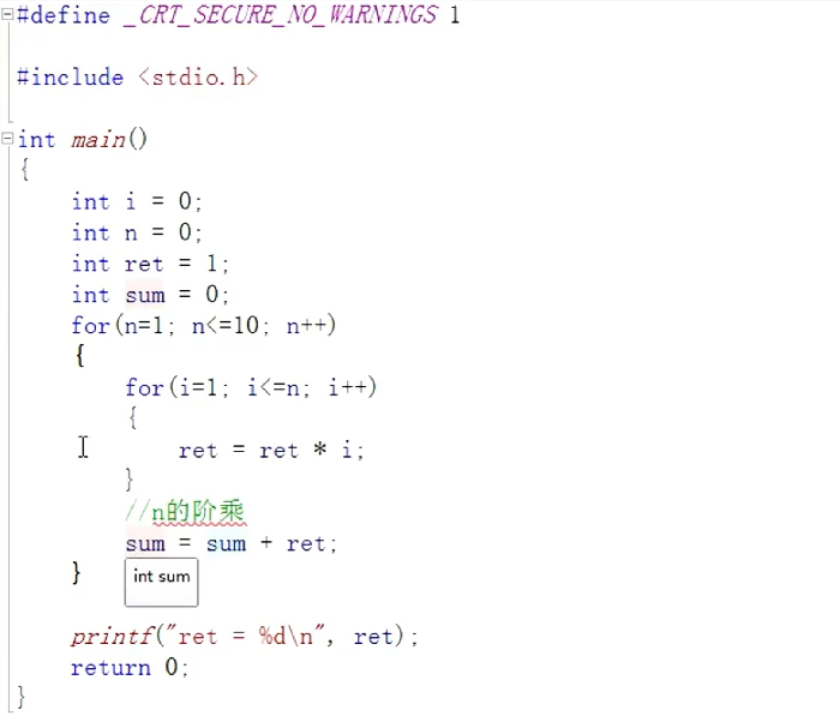 #define _CRT_SECURE_NO_WARNINGS 1
#include <stdio.h>
int main()
{
int i = 0;
int n = 0;
int ret = 1;
int sum = 0;
for(n=1; n<=10; n++)
{
for(i=1; i<=n; i++)
{
ret = ret * i;
}
//n的阶乘
sum = sum + ret;
}
int sum
printf("ret = %d\n", ret);
return 0;
}